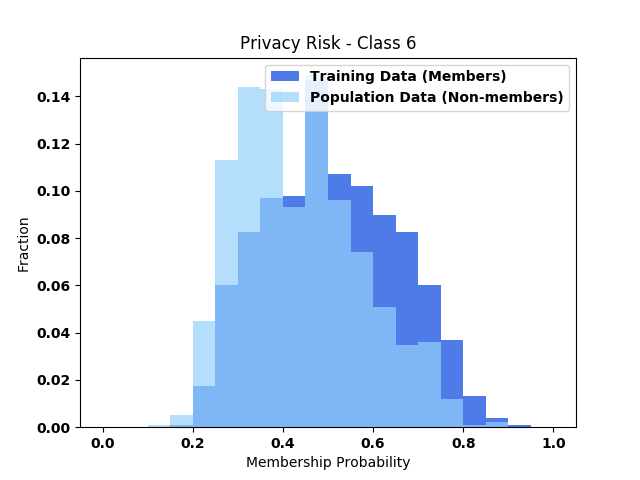 Privacy Risk - Class 6
Training Data (Members)
Population Data (Non-members)
0.14
0.12
0.10
0.08
0.06
0.04
0.02
0.00
Fraction
0.0 0.2 0.4 0.6 0.8 1.0
Membership Probability